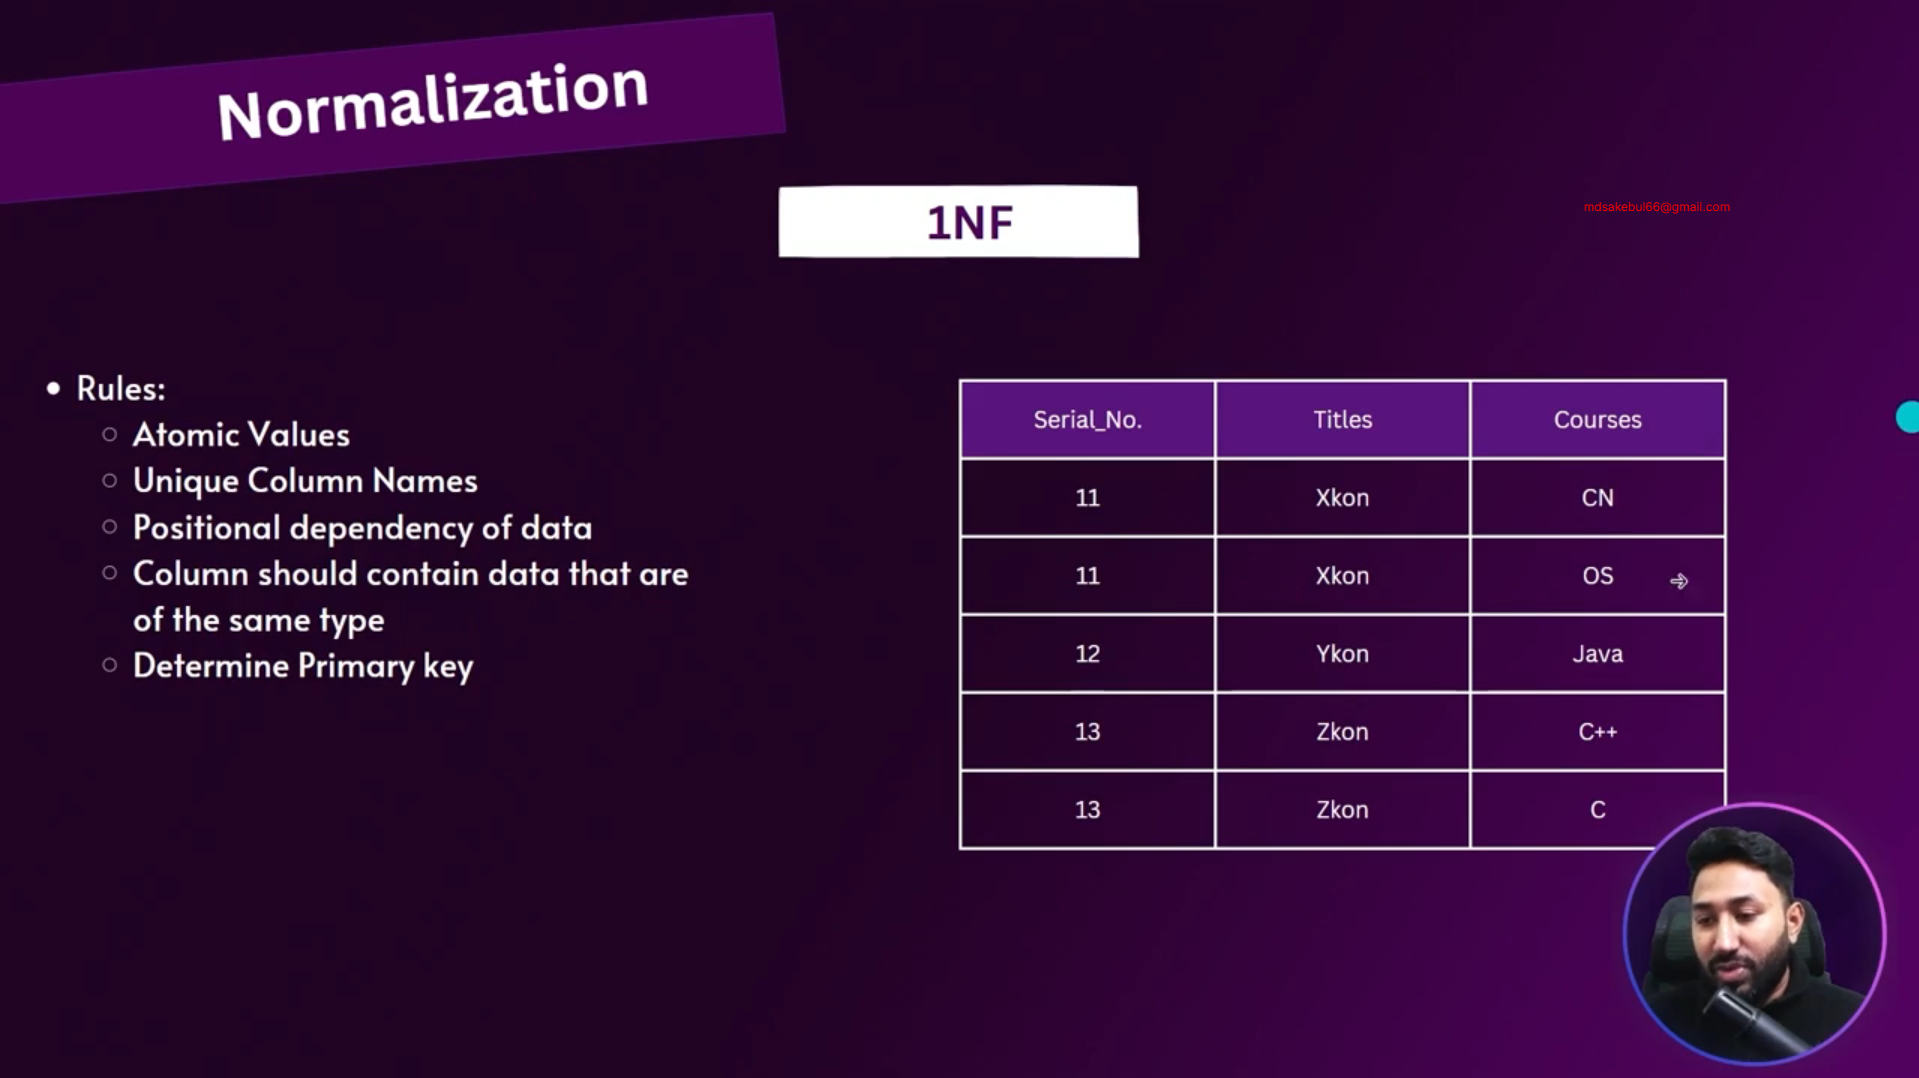 Normalization
1NF
mdsakebul66@gmail.com
Rules:
Atomic Values
Unique Column Names
Positional dependency of data
Column should contain data that are
of the same type
Determine Primary key
Serial_No. Titles Courses
11 Xkon CN
11 Xkon OS
12 Ykon Java
13 Zkon C++
13 Zkon C